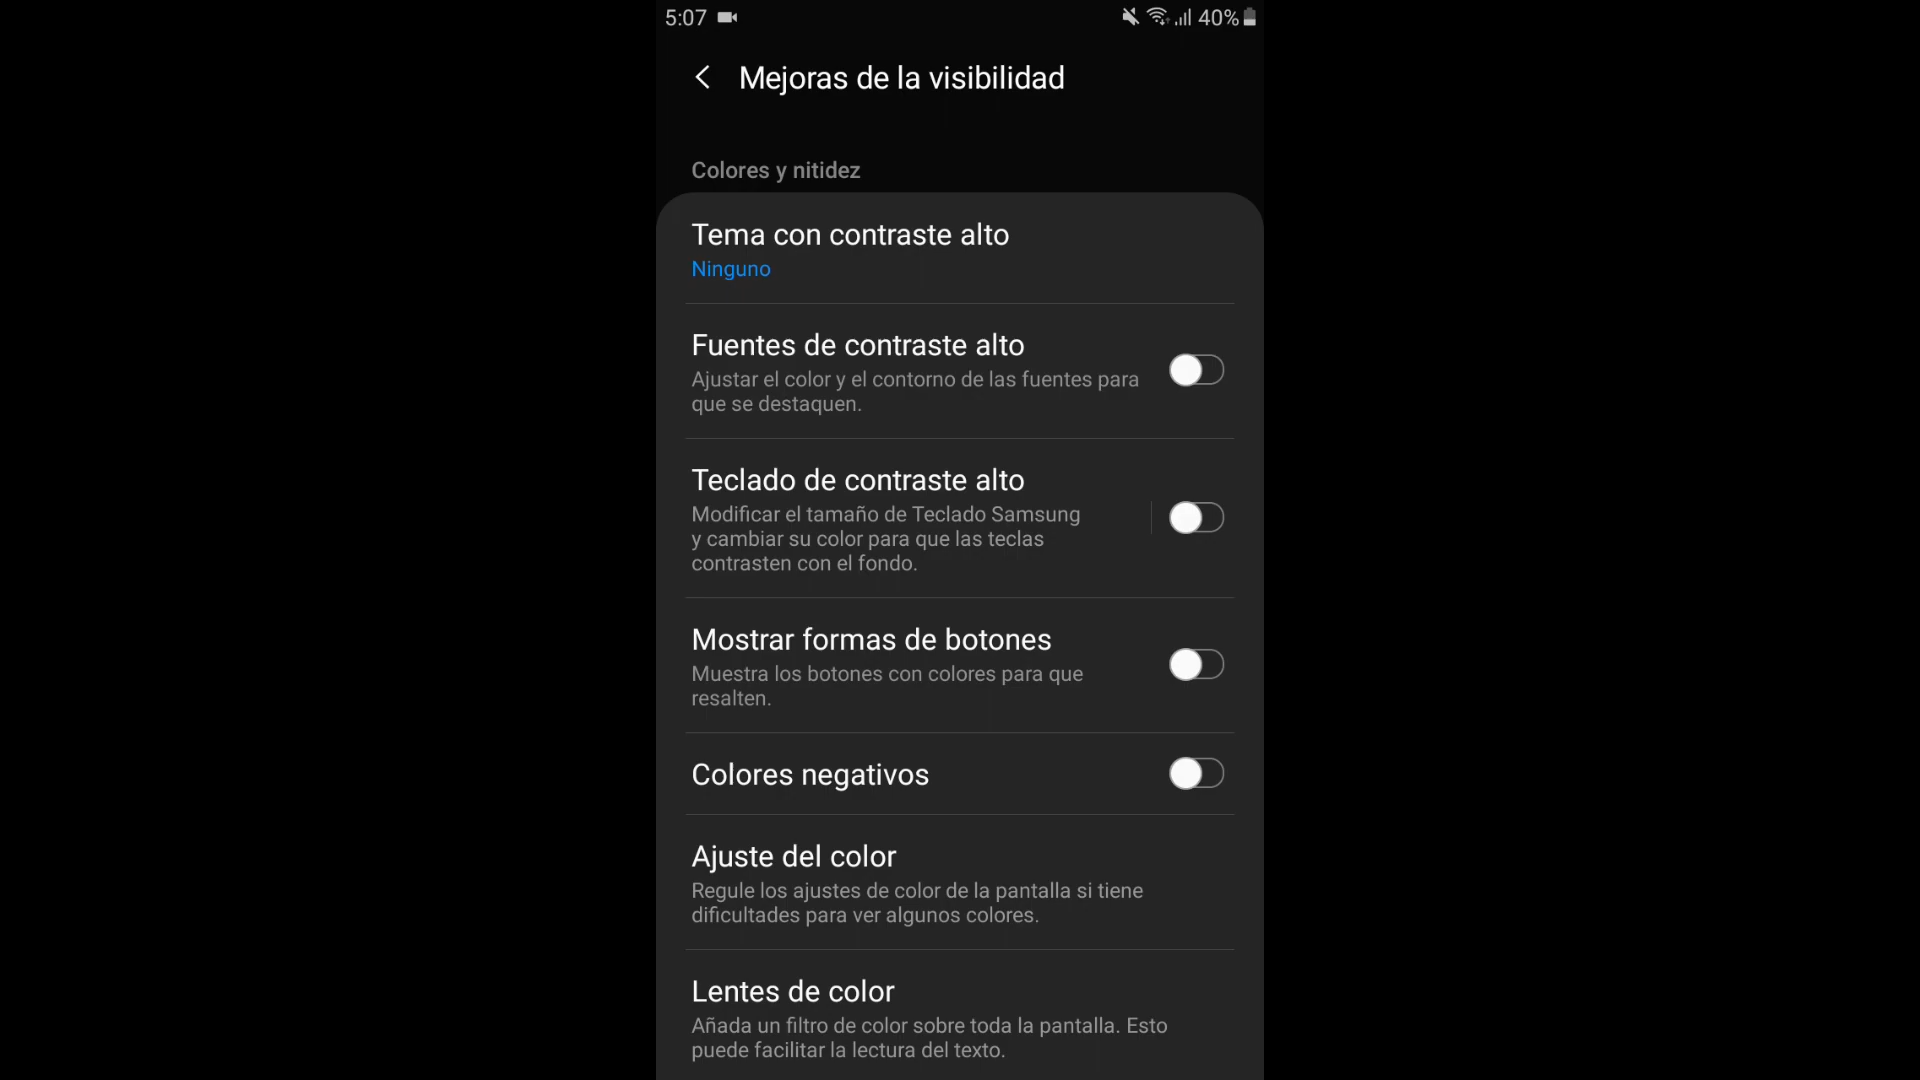 5:07 40%
Mejoras de la visibilidad
Colores y nitidez
Tema con contraste alto
Ninguno
Fuentes de contraste alto
Ajustar el color y el contorno de las fuentes para
que se destaquen.
Teclado de contraste alto
Modificar el tamaño de Teclado Samsung
y cambiar su color para que las teclas
contrasten con el fondo.
Mostrar formas de botones
Muestra los botones con colores para que
resalten.
Colores negativos
Ajuste del color
Regule los ajustes de color de la pantalla si tiene
dificultades para ver algunos colores.
Lentes de color
Añada un filtro de color sobre toda la pantalla. Esto
puede facilitar la lectura del texto.